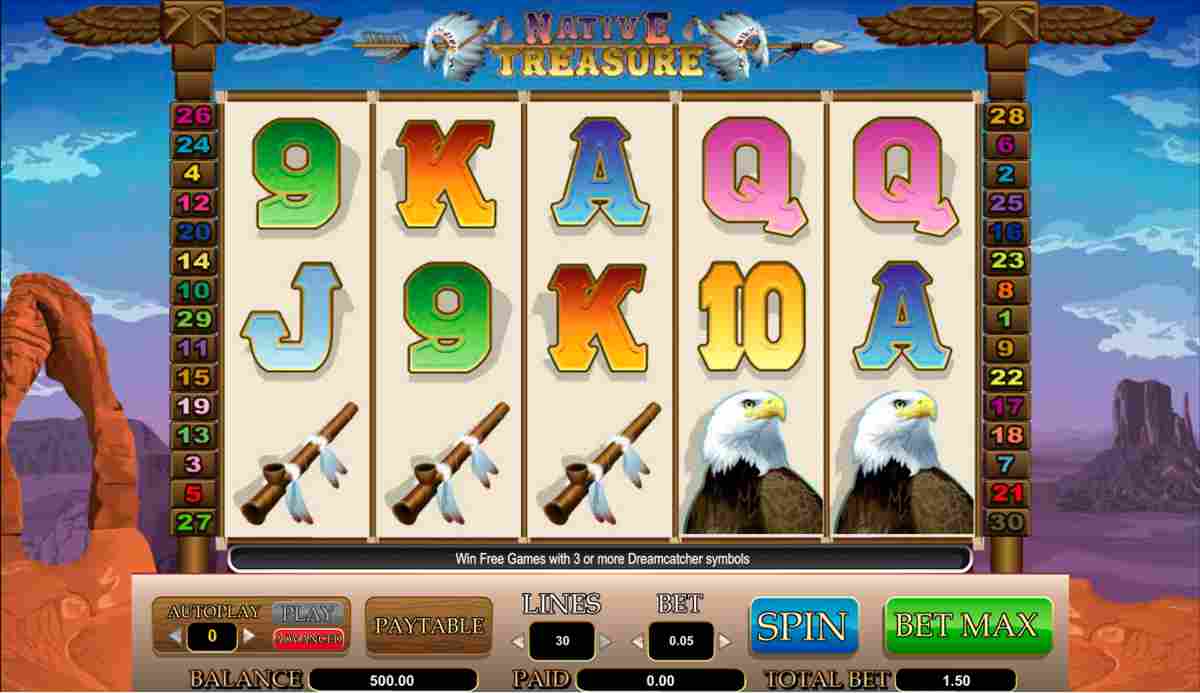 NATIVE
TREASURE
26
24
4
12
20
14
10
29
11
15
19
13
3
5
27
9 K A Q Q
J 9 K 10 A
28
6
2
25
16
23
8
1
9
22
17
18
7
21
30
Win Free Games with 3 or more Dreamcatcher symbols
AUTOPLAY
0
PLAY
ADVANCED
PAYTABLE
LINES
30
BET
0.05
SPIN
BET MAX
BALANCE 500.00 PAID 0.00 TOTAL BET 1.50